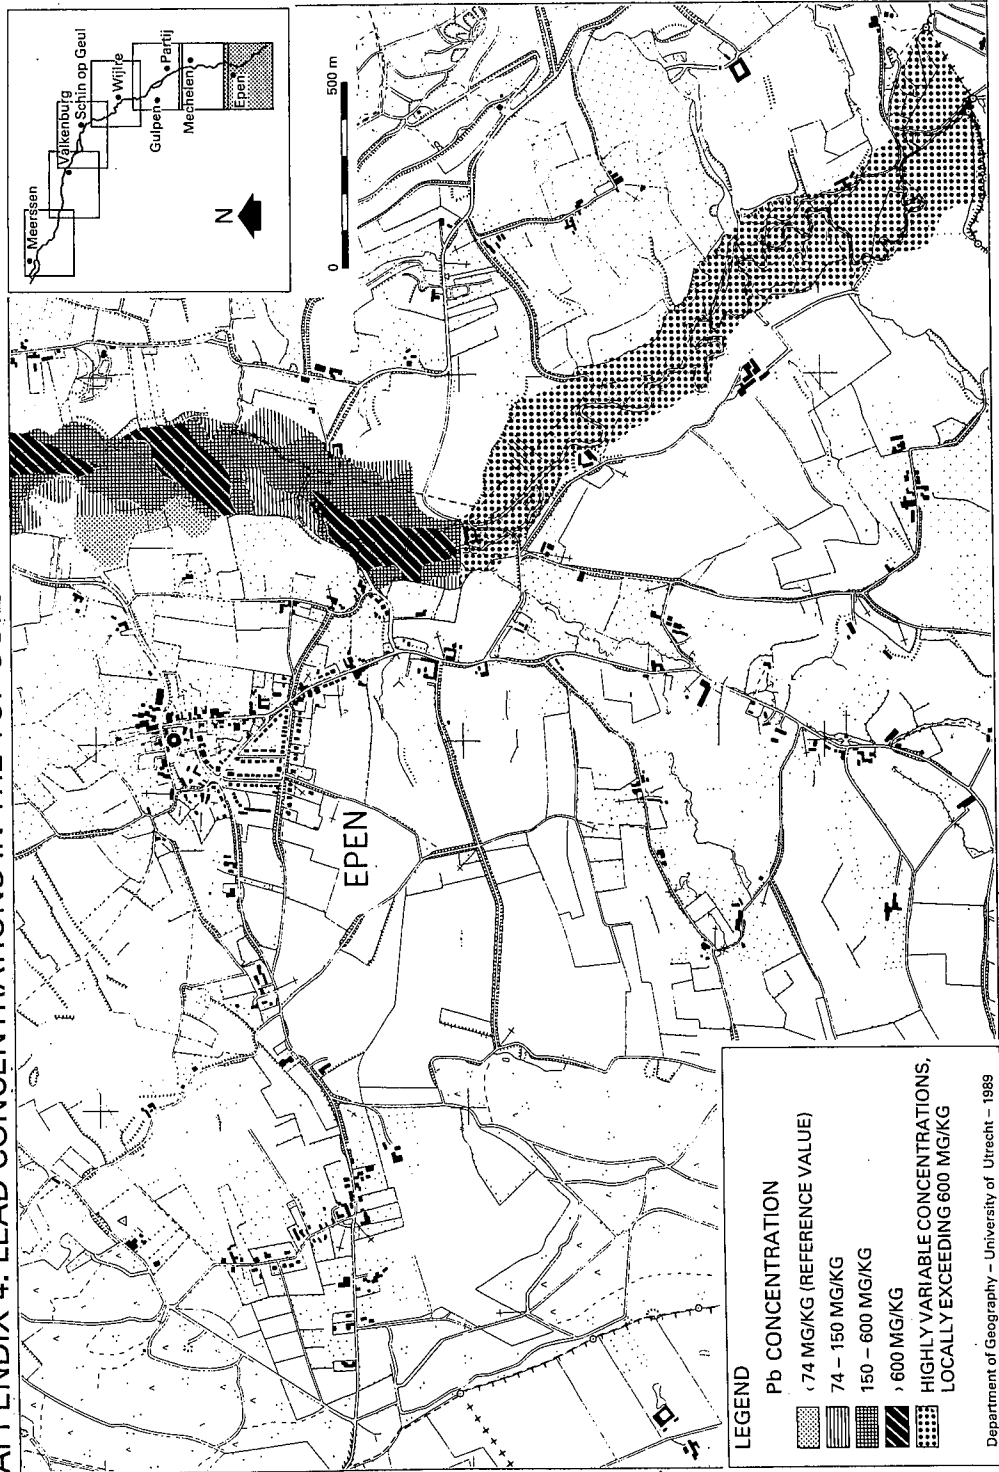 APPENDIX 4: LEAD CONCENTRATIONS IN THE
Meerssen
Valkenburg
Schin op Geul
Wijlre
Gulpen
Partij
Mechelen
Epen
N
0
500 m
EPEN
LEGEND
Pb CONCENTRATION
‹ 74 MG/KG (REFERENCE VALUE)
74 – 150 MG/KG
150 – 600 MG/KG
› 600 MG/KG
HIGHLY VARIABLE CONCENTRATIONS,
LOCALLY EXCEEDING 600 MG/KG
Department of Geography – University of Utrecht – 1989